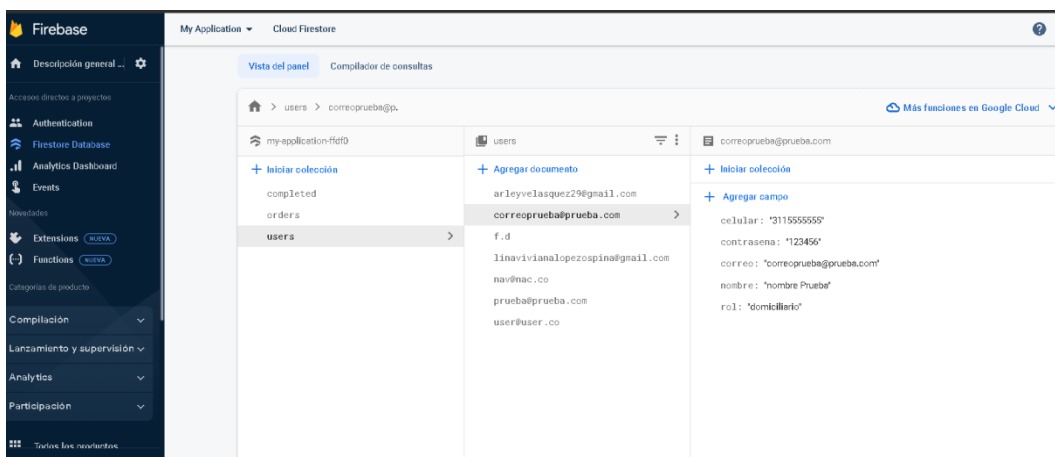 Firebase
My Application
Cloud Firestore
Descripción general ...
Vista del panel
Compilador de consultas
Accesos directos a proyectos
users > correoprueba@p.
Más funciones en Google Cloud
Authentication
Firestore Database
Analytics Dashboard
Events
Novedades
Extensions NUEVA
Functions NUEVA
Categorías de producto
Compilación
Lanzamiento y supervisión
Analytics
Participación
Todos los productos
my-application-ffdf0
+ Iniciar colección
completed
orders
users
users
+ Agregar documento
arleyvelasquez29@gmail.com
correoprueba@prueba.com
f.d
linavivianalopezospina@gmail.com
nav@nac.co
prueba@prueba.com
user@user.co
correoprueba@prueba.com
+ Iniciar colección
+ Agregar campo
celular: "3115555555"
contrasena: "123456"
correo: "correoprueba@prueba.com"
nombre: "nombre Prueba"
rol: "domicilliario"